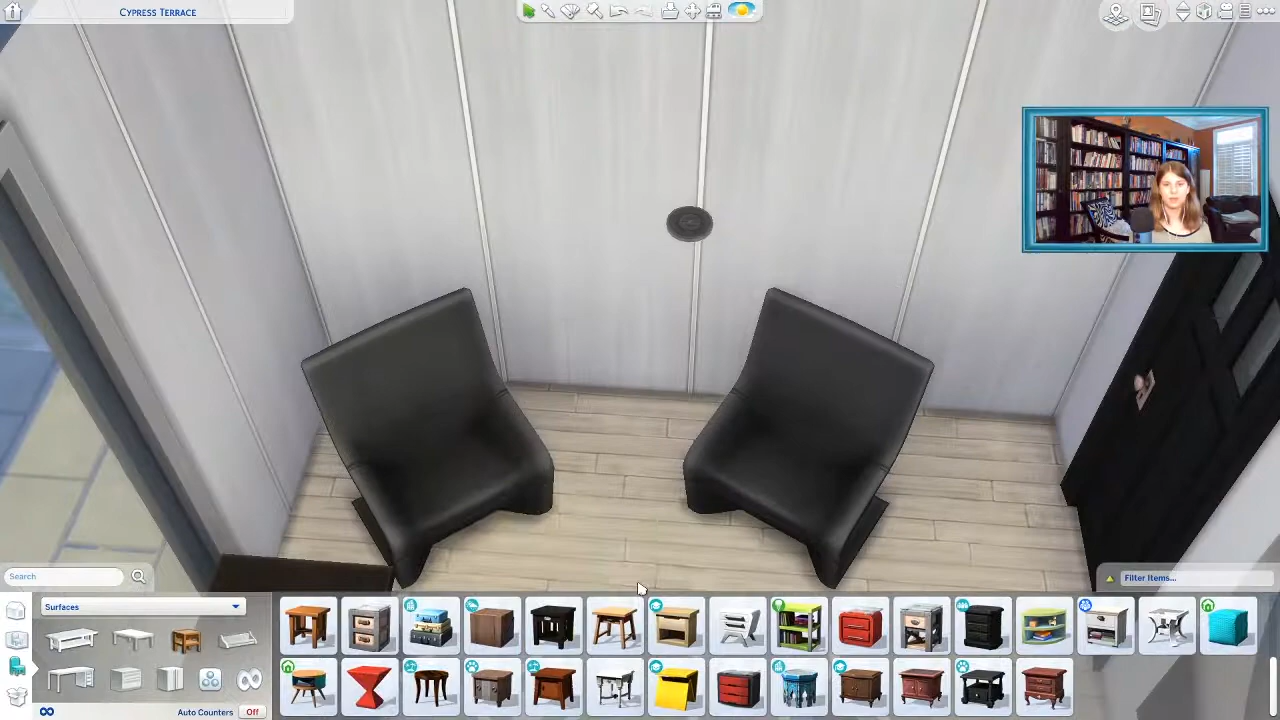 CYPRESS TERRACE
Search
Filter Items...
Surfaces
Auto Counters
Off